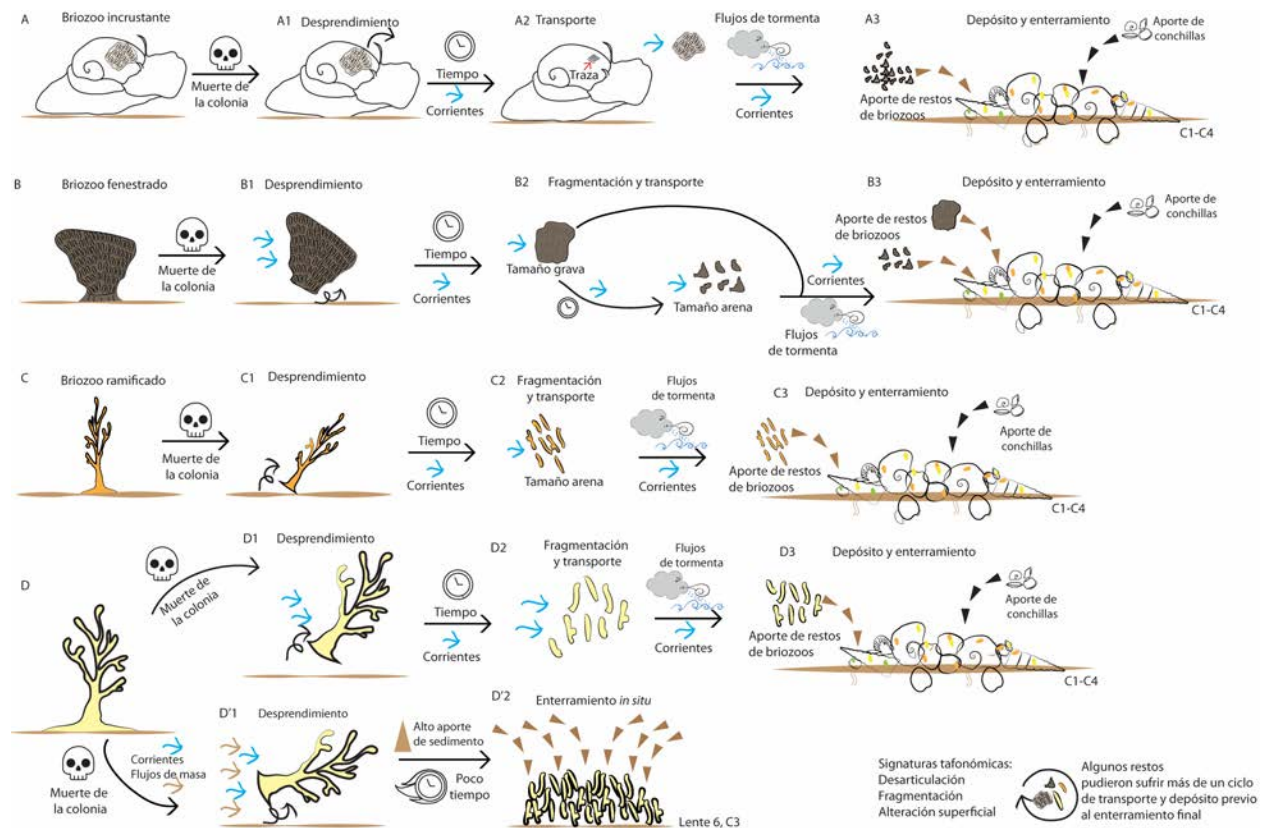 A
Briozoo incrustante
Muerte de
la colonia
A1
Desprendimiento
Tiempo
Corrientes
A2
Transporte
Traza
Flujos de tormenta
Corrientes
A3
Depósito y enterramiento
Aporte de
conchillas
Aporte de restos
de briozoos
C1-C4
B
Briozoo fenestrado
Muerte de
la colonia
B1
Desprendimiento
Tiempo
Corrientes
B2
Fragmentación y transporte
Tamaño grava
Tamaño arena
Corrientes
Flujos
de tormenta
B3
Depósito y enterramiento
Aporte de
conchillas
Aporte de restos
de briozoos
C1-C4
C
Briozoo ramificado
Muerte de
la colonia
C1
Desprendimiento
Tiempo
Corrientes
C2
Fragmentación
y transporte
Tamaño arena
Flujos
de tormenta
Corrientes
C3
Depósito y enterramiento
Aporte de
conchillas
Aporte de restos
de briozoos
C1-C4
D
Muerte de
la colonia
D1
Desprendimiento
Tiempo
Corrientes
D2
Fragmentación
y transporte
Flujos
de tormenta
Corrientes
D3
Depósito y enterramiento
Aporte de
conchillas
Aporte de restos
de briozoos
C1-C4
Muerte de
la colonia
Corrientes
Flujos de masa
D'1
Desprendimiento
Alto aporte
de sedimento
Poco
tiempo
D'2
Enterramiento in situ
Lente 6, C3
Signaturas tafonómicas:
Desarticulación
Fragmentación
Alteración superficial
Algunos restos
pudieron sufrir más de un ciclo
de transporte y depósito previo
al enterramiento final